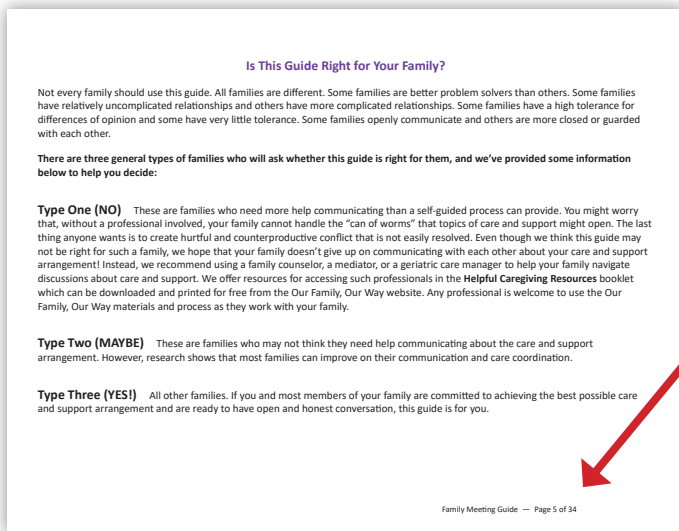 Is This Guide Right for Your Family?
Not every family should use this guide. All families are different. Some families are better problem solvers than others. Some families
have relatively uncomplicated relationships and others have more complicated relationships. Some families have a high tolerance for
differences of opinion and some have very little tolerance. Some families openly communicate and others are more closed or guarded
with each other.
There are three general types of families who will ask whether this guide is right for them, and we've provided some information
below to help you decide:
Type One (NO) These are families who need more help communicating than a self-guided process can provide. You might worry
that, without a professional involved, your family cannot handle the “can of worms” that topics of care and support might open. The last
thing anyone wants is to create hurtful and counterproductive conflict that is not easily resolved. Even though we think this guide may
not be right for such a family, we hope that your family doesn't give up on communicating with each other about your care and support
arrangement! Instead, we recommend using a family counselor, a mediator, or a geriatric care manager to help your family navigate
discussions about care and support. We offer resources for accessing such professionals in the Helpful Caregiving Resources booklet
which can be downloaded and printed for free from the Our Family, Our Way website. Any professional is welcome to use the Our
Family, Our Way materials and process as they work with your family.
Type Two (MAYBE) These are families who may not think they need help communicating about the care and support
arrangement. However, research shows that most families can improve on their communication and care coordination.
Type Three (YES!) All other families. If you and most members of your family are committed to achieving the best possible care
and support arrangement and are ready to have open and honest conversation, this guide is for you.
Family Meeting Guide — Page 5 of 34